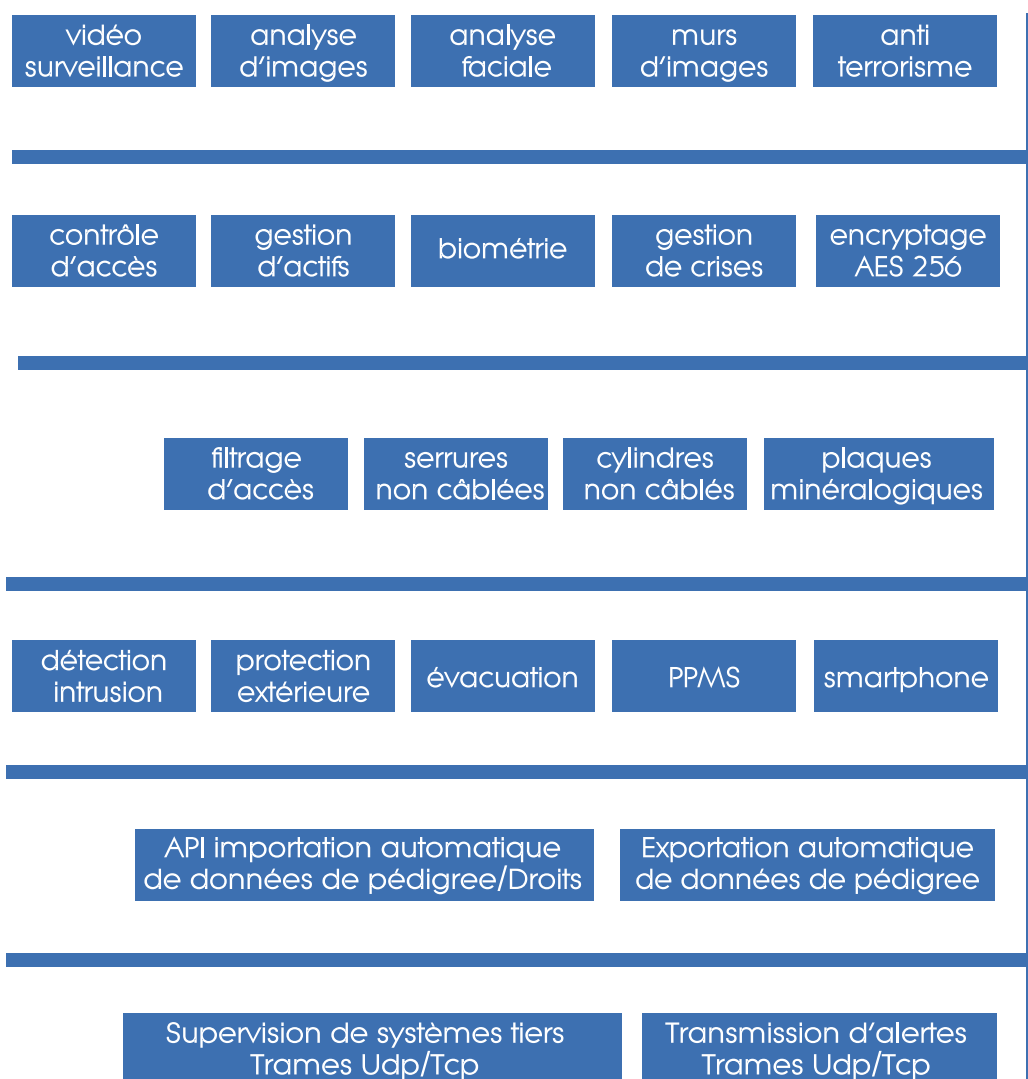 vidéo
surveillance
analyse
d'images
analyse
faciale
murs
d'images
anti
terrorisme
contrôle
d'accès
gestion
d'actifs
biométrie
gestion
de crises
encryptage
AES 256
filtrage
d'accès
serrures
non câblées
cylindres
non câblés
plaques
minéralogiques
détection
intrusion
protection
extérieure
évacuation
PPMS
smartphone
API importation automatique
de données de pédigree/Droits
Exportation automatique
de données de pédigree
Supervision de systèmes tiers
Trames Udp/Tcp
Transmission d'alertes
Trames Udp/Tcp